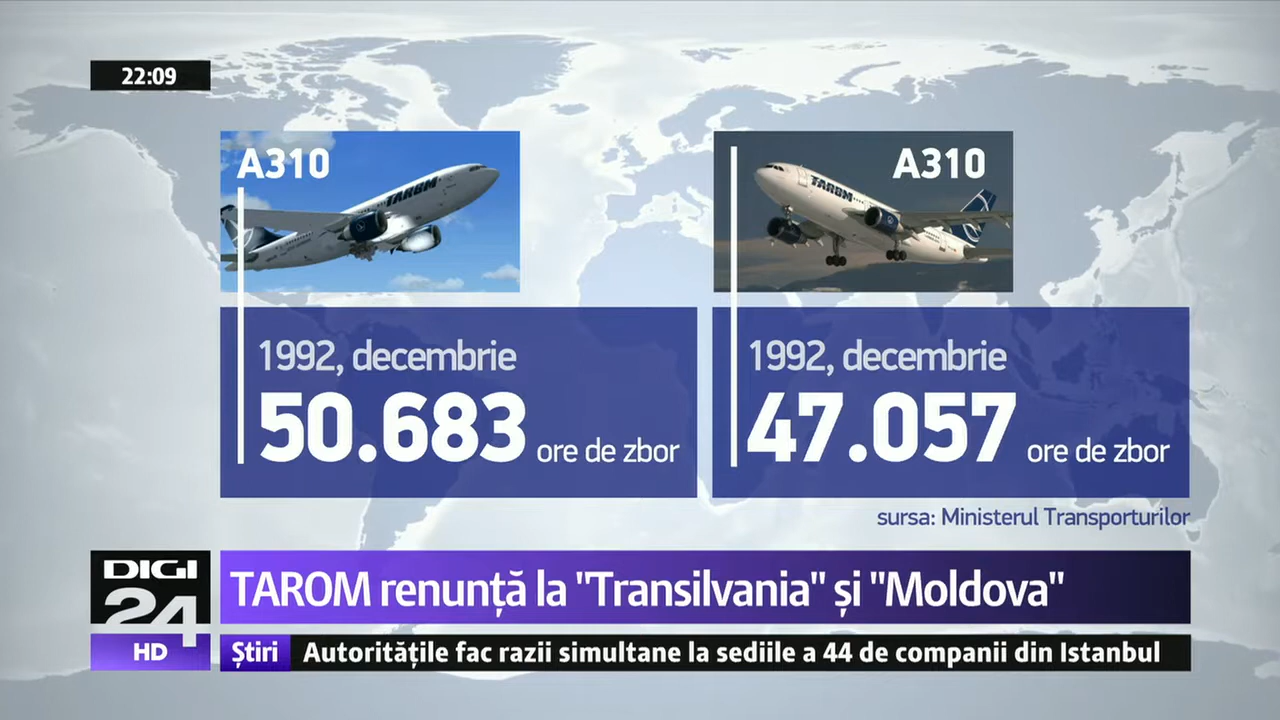 22:09
A310
TAROM
A310
TAROM
1992, decembrie
50.683 ore de zbor
1992, decembrie
47.057 ore de zbor
sursa: Ministerul Transporturilor
DIGI
24
HD
TAROM renunță la "Transilvania" și "Moldova"
Știri
Autoritățile fac razii simultane la sediile a 44 de companii din Istanbul